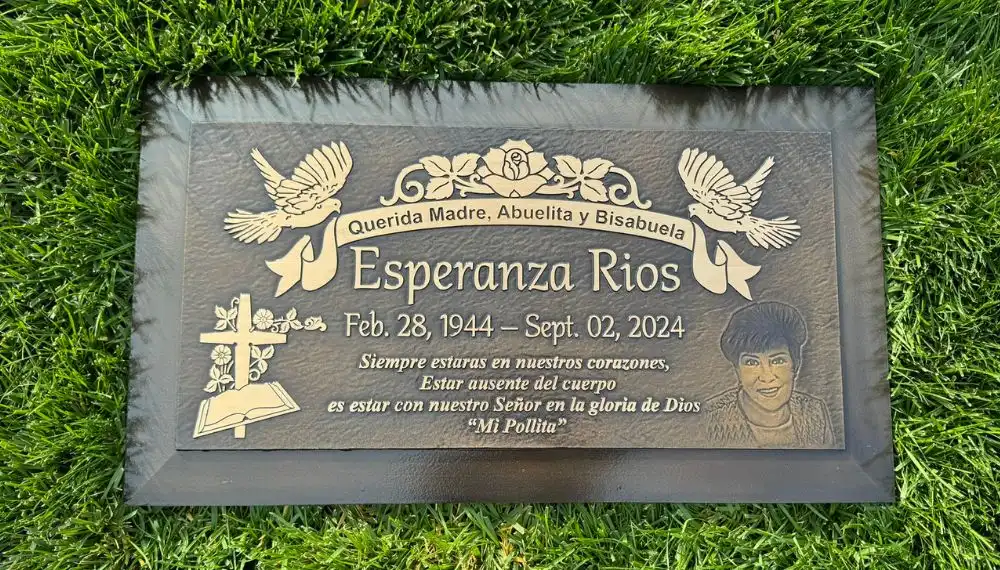 Querida Madre, Abuelita y Bisabuela
Esperanza Rios
Feb. 28, 1944 – Sept. 02, 2024
Siempre estaras en nuestros corazones,
Estar ausente del cuerpo
es estar con nuestro Señor en la gloria de Dios
“Mi Pollita”